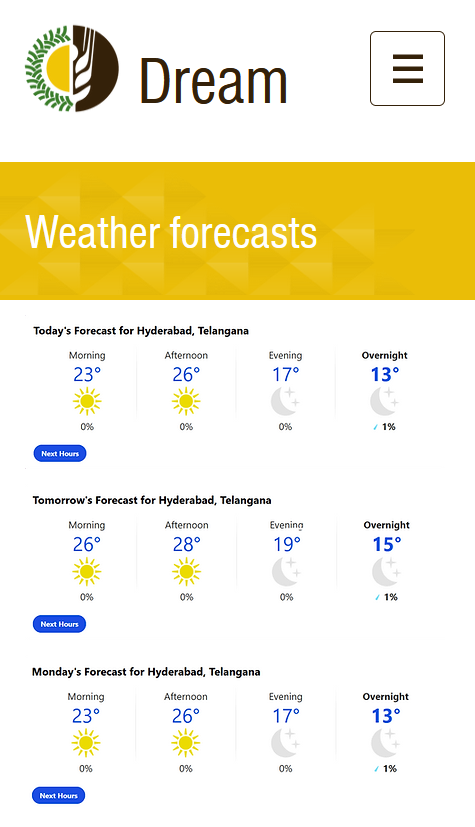 Dream
Weather forecasts
Today's Forecast for Hyderabad, Telangana
Morning Afternoon Evening Overnight
23° 26° 17° 13°
0% 0% 0% 1%
Next Hours
Tomorrow's Forecast for Hyderabad, Telangana
Morning Afternoon Evening Overnight
26° 28° 19° 15°
0% 0% 0% 1%
Next Hours
Monday's Forecast for Hyderabad, Telangana
Morning Afternoon Evening Overnight
23° 26° 17° 13°
0% 0% 0% 1%
Next Hours